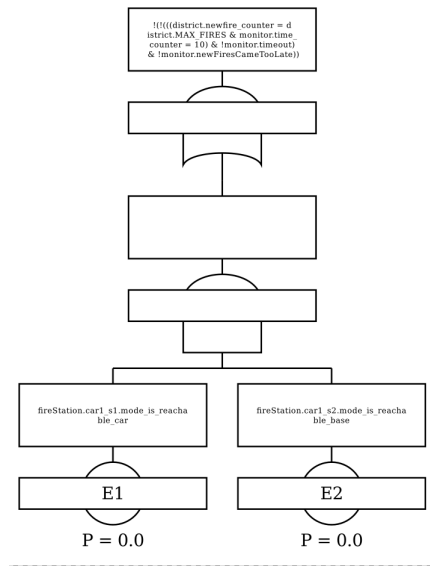 !(!(((district.newfire_counter = d
istrict.MAX_FIRES & monitor.time_
counter = 10) & !monitor.timeout)
& !monitor.newFiresCameTooLate))
fireStation.car1_s1.mode_is_reacha
ble_car
fireStation.car1_s2.mode_is_reacha
ble_base
E1
E2
P = 0.0
P = 0.0